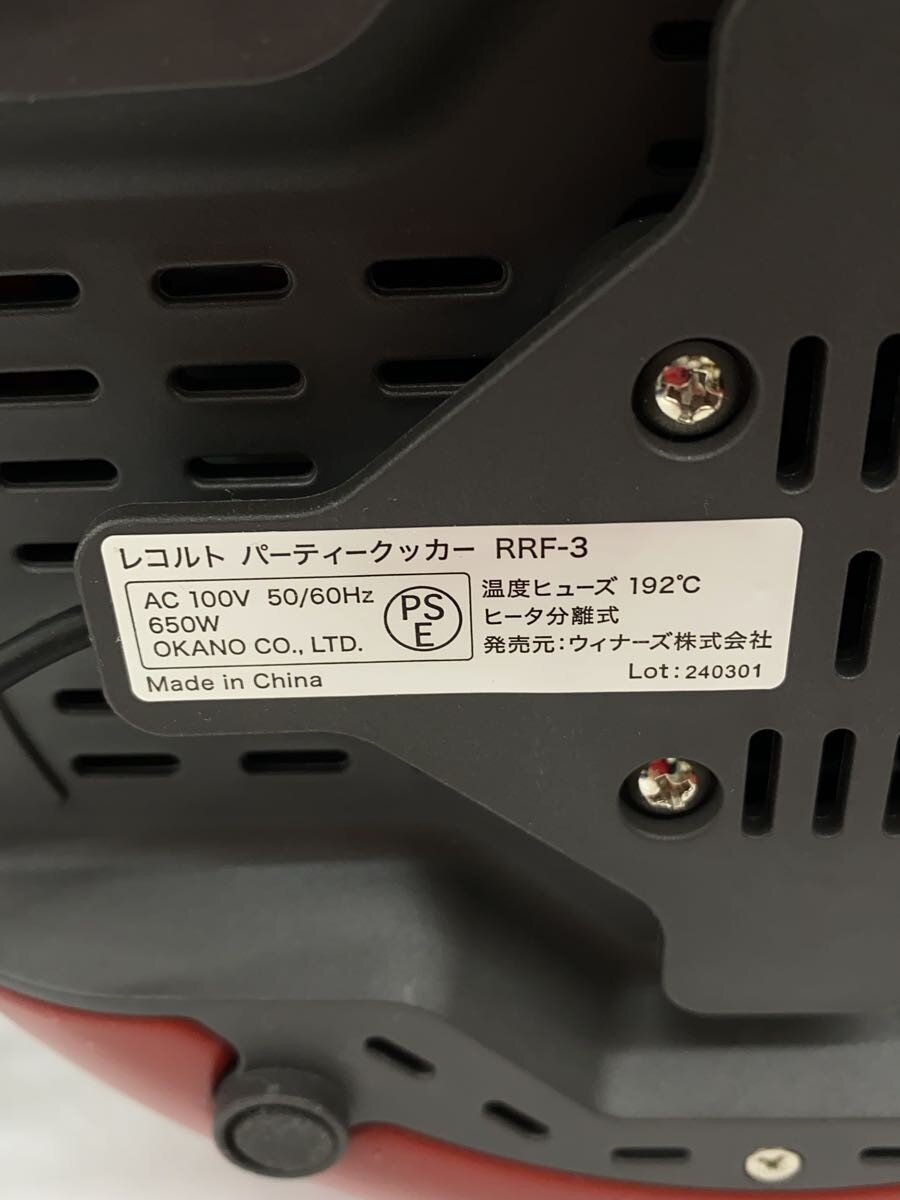 レコルト パーティークッカー RRF-3
AC 100V 50/60Hz
650W
OKANO CO., LTD.
PS
E
Made in China
温度ヒューズ 192℃
ヒータ分離式
発売元:ウィナーズ株式会社
Lot: 240301